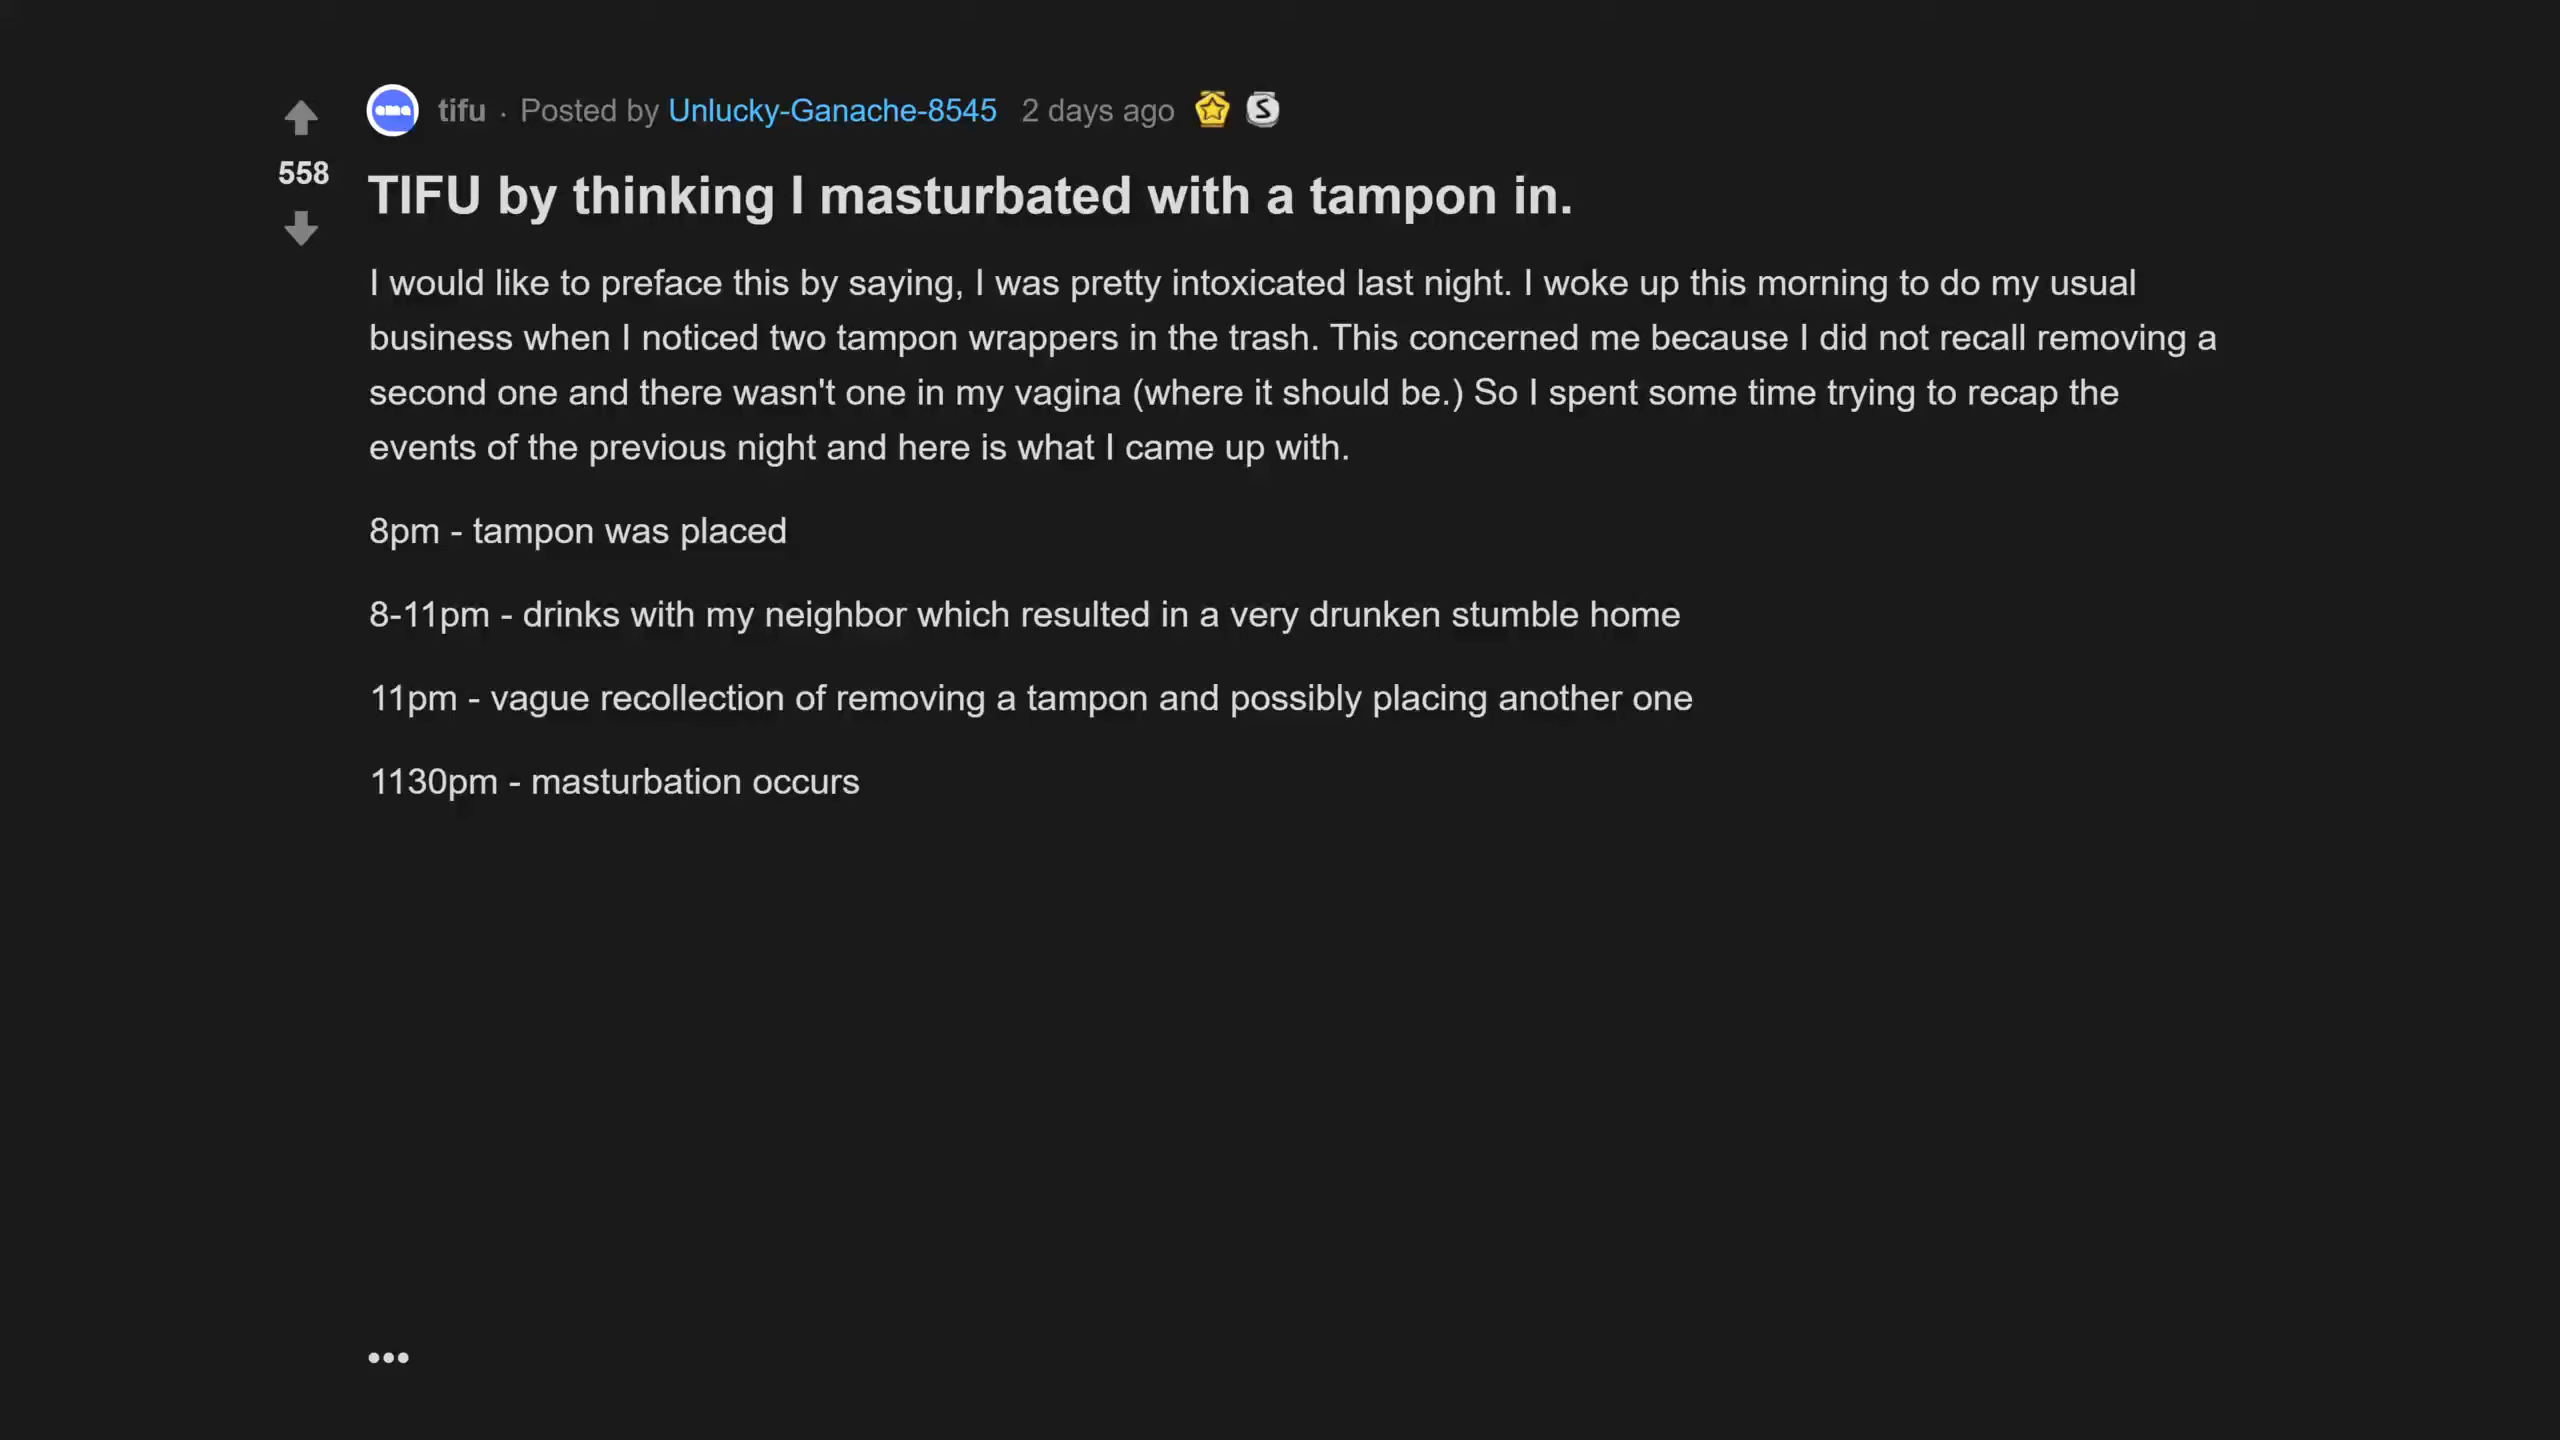 tifu · Posted by Unlucky-Ganache-8545 2 days ago
558
TIFU by thinking I masturbated with a tampon in.
I would like to preface this by saying, I was pretty intoxicated last night. I woke up this morning to do my usual
business when I noticed two tampon wrappers in the trash. This concerned me because I did not recall removing a
second one and there wasn't one in my vagina (where it should be.) So I spent some time trying to recap the
events of the previous night and here is what I came up with.
8pm - tampon was placed
8-11pm - drinks with my neighbor which resulted in a very drunken stumble home
11pm - vague recollection of removing a tampon and possibly placing another one
1130pm - masturbation occurs
•••